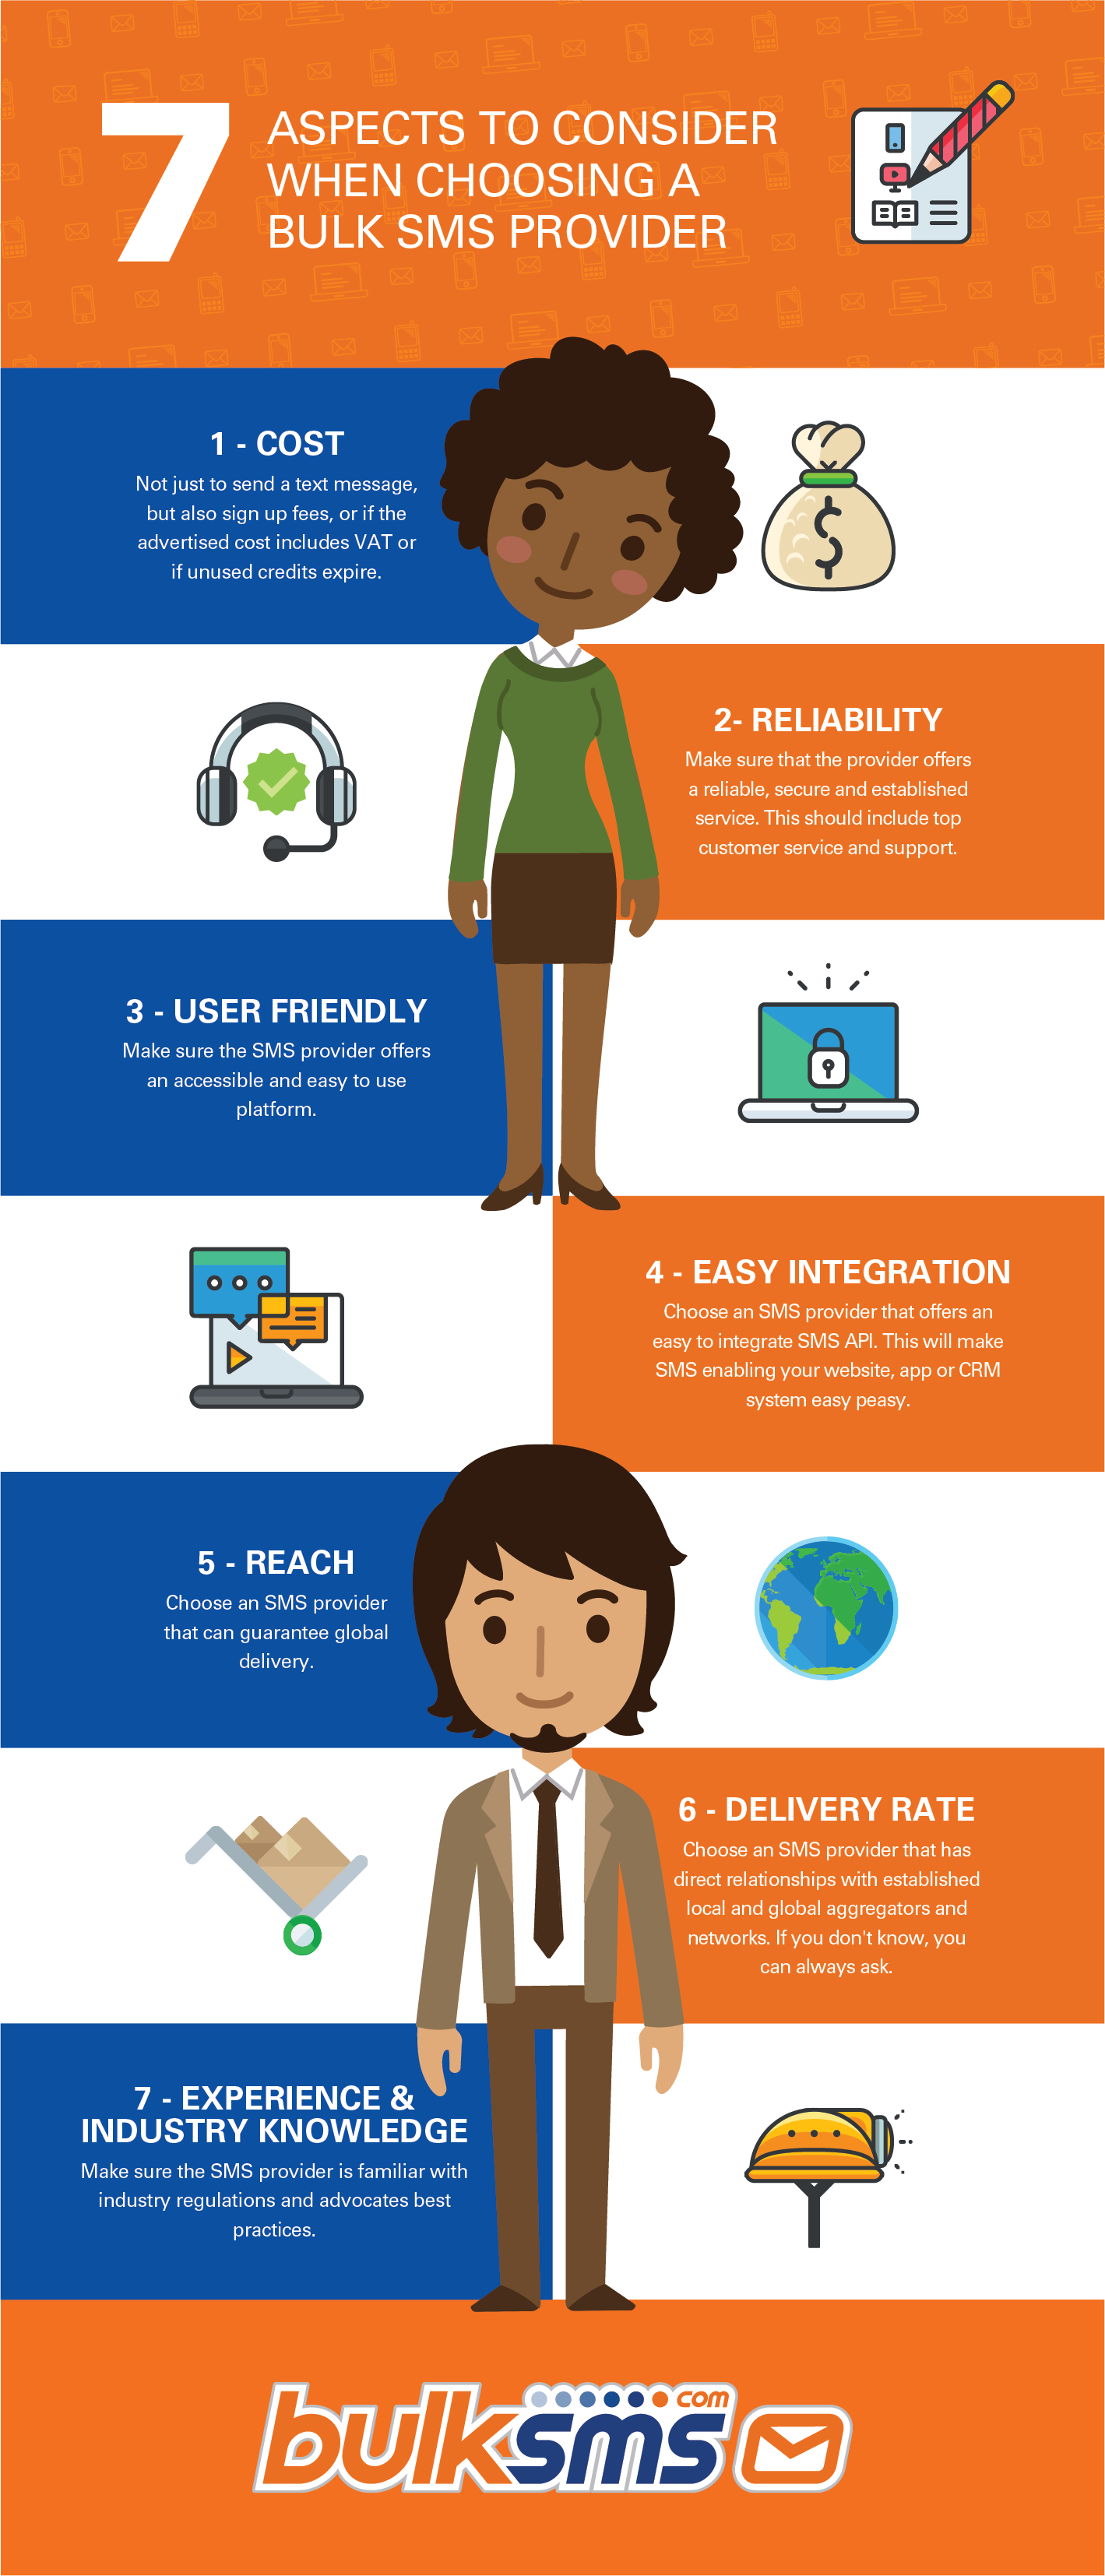 7
ASPECTS TO CONSIDER
WHEN CHOOSING A
BULK SMS PROVIDER
1 - COST
Not just to send a text message,
but also sign up fees, or if the
advertised cost includes VAT or
if unused credits expire.
2- RELIABILITY
Make sure that the provider offers
a reliable, secure and established
service. This should include top
customer service and support.
3 - USER FRIENDLY
Make sure the SMS provider offers
an accessible and easy to use
platform.
4 - EASY INTEGRATION
Choose an SMS provider that offers an
easy to integrate SMS API. This will make
SMS enabling your website, app or CRM
system easy peasy.
5 - REACH
Choose an SMS provider
that can guarantee global
delivery.
6 - DELIVERY RATE
Choose an SMS provider that has
direct relationships with established
local and global aggregators and
networks. If you don't know, you
can always ask.
7 - EXPERIENCE &
INDUSTRY KNOWLEDGE
Make sure the SMS provider is familiar with
industry regulations and advocates best
practices.
bulksms.com